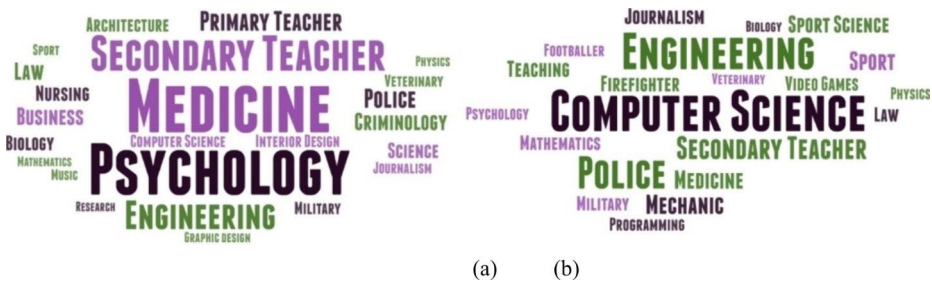 ARCHITECTURE
PRIMARY TEACHER
SPORT
SECONDARY TEACHER
PHYSICS
LAW
VETERINARY
NURSING
MEDICINE
POLICE
BUSINESS
CRIMINOLOGY
BIOLOGY
COMPUTER SCIENCE
INTERIOR DESIGN
SCIENCE
MATHEMATICS
JOURNALISM
MUSIC
PSYCHOLOGY
RESEARCH
ENGINEERING
MILITARY
GRAPHIC DESIGN
JOURNALISM
BIOLOGY
SPORT SCIENCE
FOOTBALLER
ENGINEERING
SPORT
TEACHING
FIREFIGHTER
VETERINARY
VIDEO GAMES
PHYSICS
PSYCHOLOGY
COMPUTER SCIENCE
LAW
MATHEMATICS
SECONDARY TEACHER
POLICE
MEDICINE
MILITARY
MECHANIC
PROGRAMMING
(a) (b)